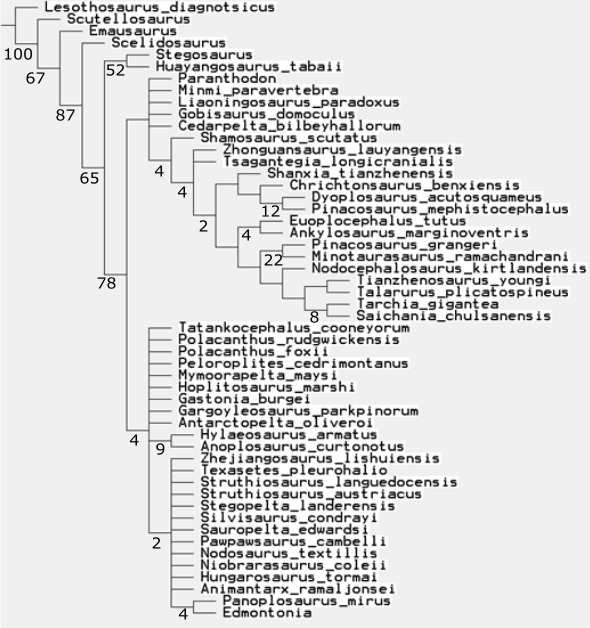 Lesothosaurus_diagnotsicus
Scutellosaurus
100
Emausaurus
67
Scelidosaurus
87
Stegosaurus
52
Huayangosaurus_tabaii
Paranthodon
Minmi_paravertebra
Liaoningosaurus_paradoxus
Gobisaurus_domoculus
Cedarpelta_bilbeyhallorum
Shamosaurus_scutatus
Zhonguansaurus_lauyangensis
Tsagantegia_longicranialis
4
65
Shanxia_tianzhenensis
Chrichtonsaurus_benxiensis
4
Dyoplosaurus_acutosquameus
12
Pinacosaurus_mephistocephalus
Euoplocephalus_tutus
2
4
Ankylosaurus_marginoventris
Pinacosaurus_grangeri
22
Minotaurasaurus_ramachandrani
Nodocephalosaurus_kirtlandensis
78
Tianzhenosaurus_youngi
Talarurus_plicatospineus
Tarchia_gigantea
8
Saichania_chulsanensis
Tatankocephalus_cooneyorum
Polacanthus_rudgwickensis
Polacanthus_foxii
Peloroplites_cedrimontanus
Mymoorapelta_maysi
Hoplitosaurus_marshi
Gastonia_burgei
Gargoyleosaurus_parkpinorum
Antarctopelta_oliveroi
Hylaeosaurus_armatus
4
9
Anoplosaurus_curtonotus
Zhejiangosaurus_lishuiensis
Texasetes_pleurohalio
Struthiosaurus_languedocensis
Struthiosaurus_austriacus
Stegopelta_landerensis
Silvisaurus_condrayi
Sauropelta_edwardsi
2
Pawpawsaurus_cambelli
Nodosaurus_textillis
Niobrarasaurus_coleii
Hungarosaurus_tormai
Animantarx_ramaljonsei
Panoplosaurus_mirus
4
Edmontonia